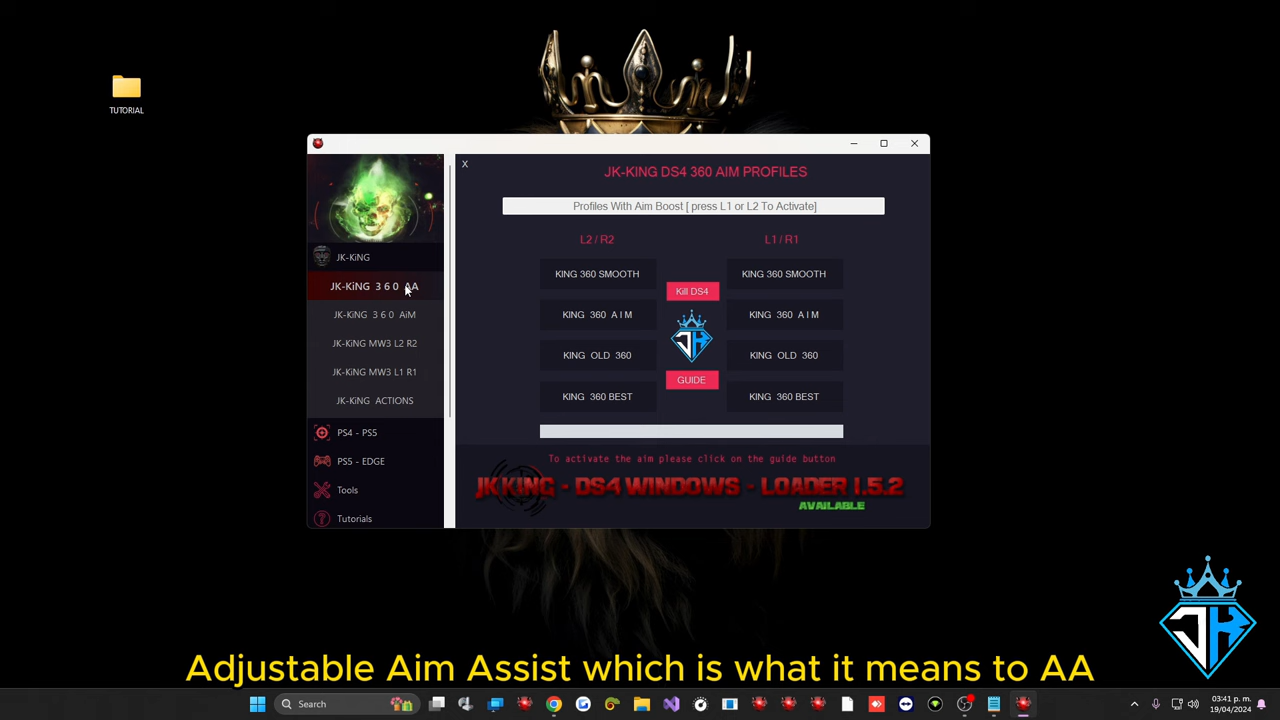 TUTORIAL
X
JK-KING DS4 360 AIM PROFILES
Profiles With Aim Boost [ press L1 or L2 To Activate]
L2 / R2
L1 / R1
JK-KiNG
JK-KiNG 3 6 0 AA
JK-KiNG 3 6 0 AiM
JK-KiNG MW3 L2 R2
JK-KiNG MW3 L1 R1
JK-KiNG ACTIONS
PS4 - PS5
PS5 - EDGE
Tools
Tutorials
KING 360 SMOOTH
KING 360 SMOOTH
Kill DS4
KING 360 A I M
KING 360 A I M
JK
KING OLD 360
KING OLD 360
GUIDE
KING 360 BEST
KING 360 BEST
To activate the aim please click on the guide button
JK KING - DS4 WINDOWS - LOADER 1.5.2
AVAILABLE
JK
Adjustable Aim Assist which is what it means to AA
Search
03:41 p. m.
19/04/2024